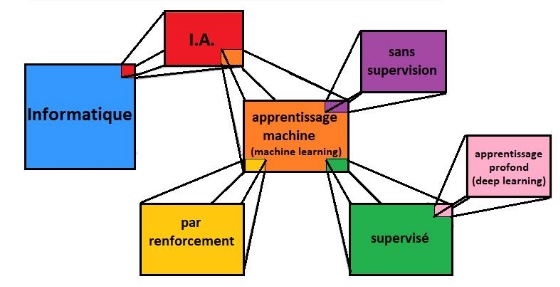 I.A.
sans
supervision
Informatique
apprentissage
machine
(machine learning)
apprentissage
profond
(deep learning)
par
renforcement
supervisé